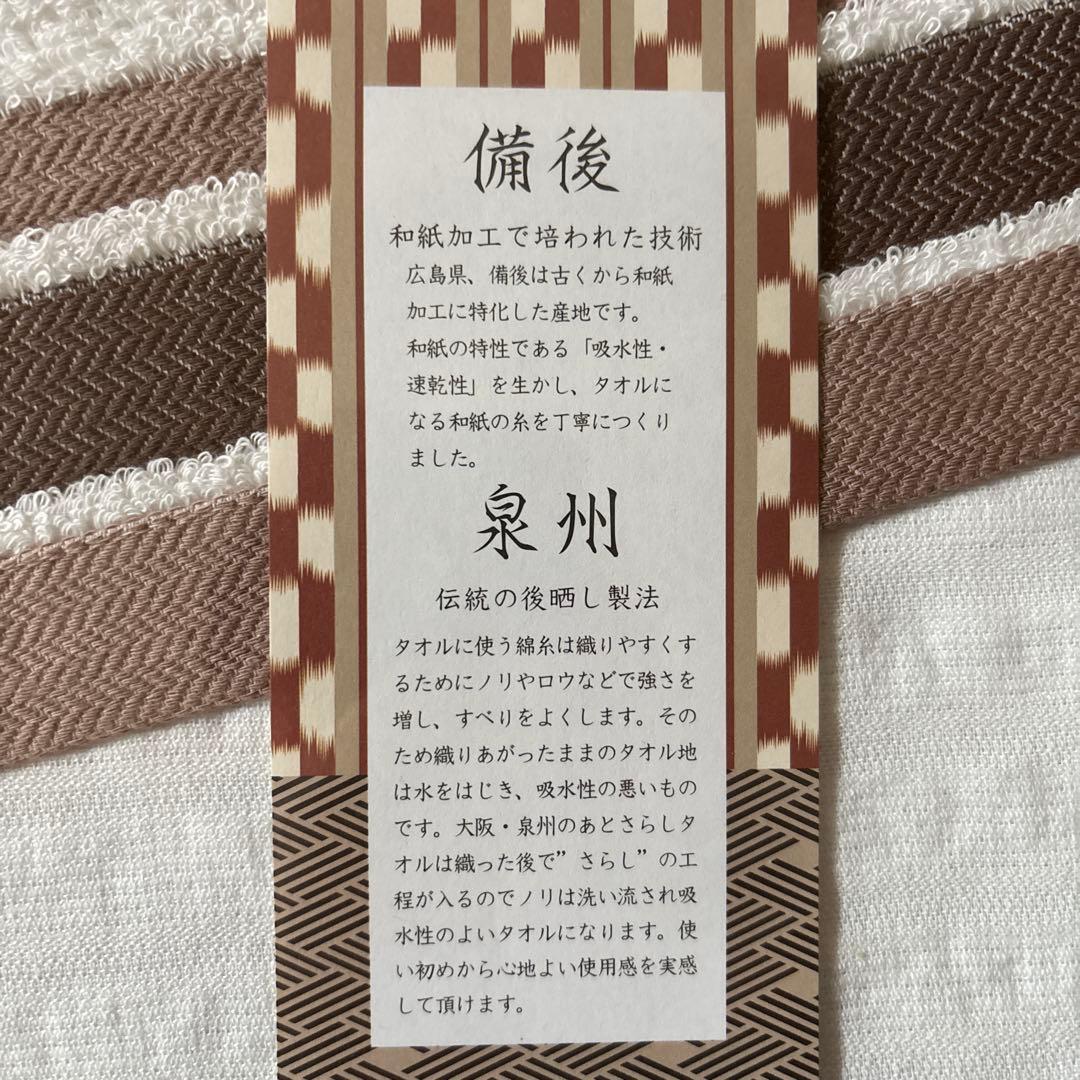 備後
和紙加工で培われた技術
広島県、備後は古くから和紙
加工に特化した産地です。
和紙の特性である「吸水性・
速乾性」を生かし、タオルに
なる和紙の糸を丁寧につくり
ました。
泉州
伝統の後晒し製法
タオルに使う綿糸は織りやすくす
るためにノリやロウなどで強さを
増し、すべりをよくします。その
ため織りあがったままのタオル地
は水をはじき、吸水性の悪いもの
です。大阪・泉州のあとさらしタ
オルは織った後で”さらし”の工
程が入るのでノリは洗い流され吸
水性のよいタオルになります。使
い初めから心地よい使用感を実感
して頂けます。